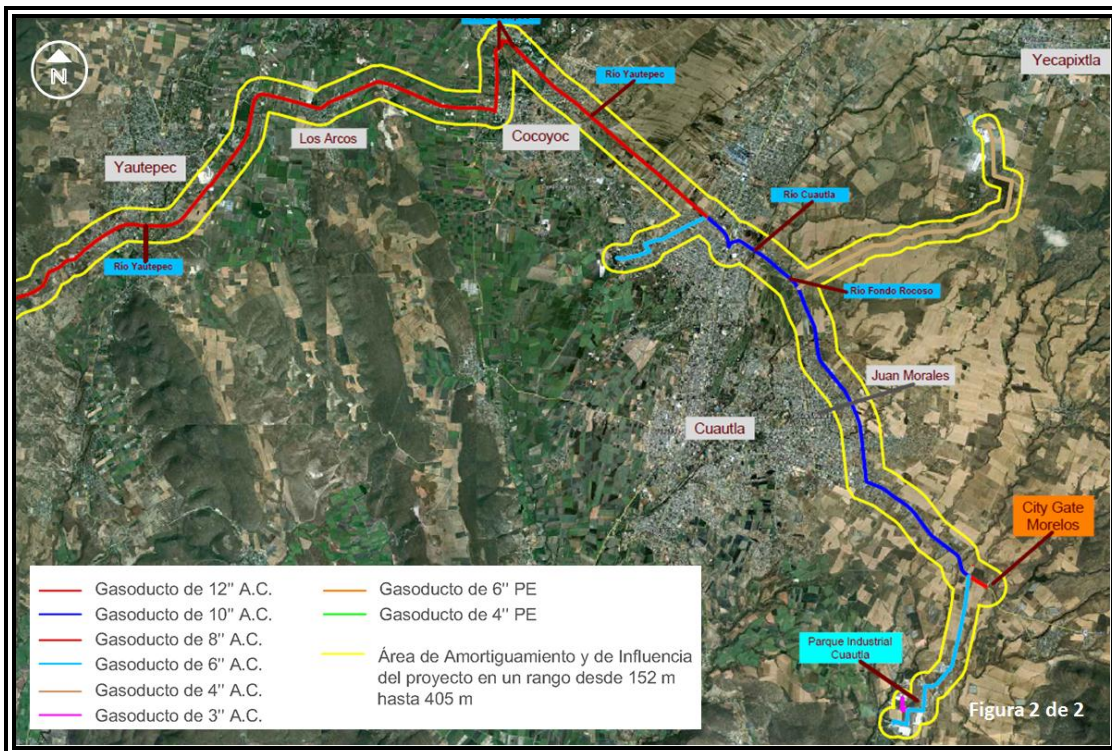 N
Yecapixtla
Río Yautepec
Los Arcos
Cocoyoc
Yautepec
Río Cuautla
Río Yautepec
Río Fondo Rocoso
Juan Morales
Cuautla
City Gate
Morelos
Gasoducto de 12" A.C.
Gasoducto de 10" A.C.
Gasoducto de 8" A.C.
Gasoducto de 6" A.C.
Gasoducto de 4" A.C.
Gasoducto de 3" A.C.
Gasoducto de 6" PE
Gasoducto de 4" PE
Área de Amortiguamiento y de Influencia
del proyecto en un rango desde 152 m
hasta 405 m
Parque Industrial
Cuautla
Figura 2 de 2